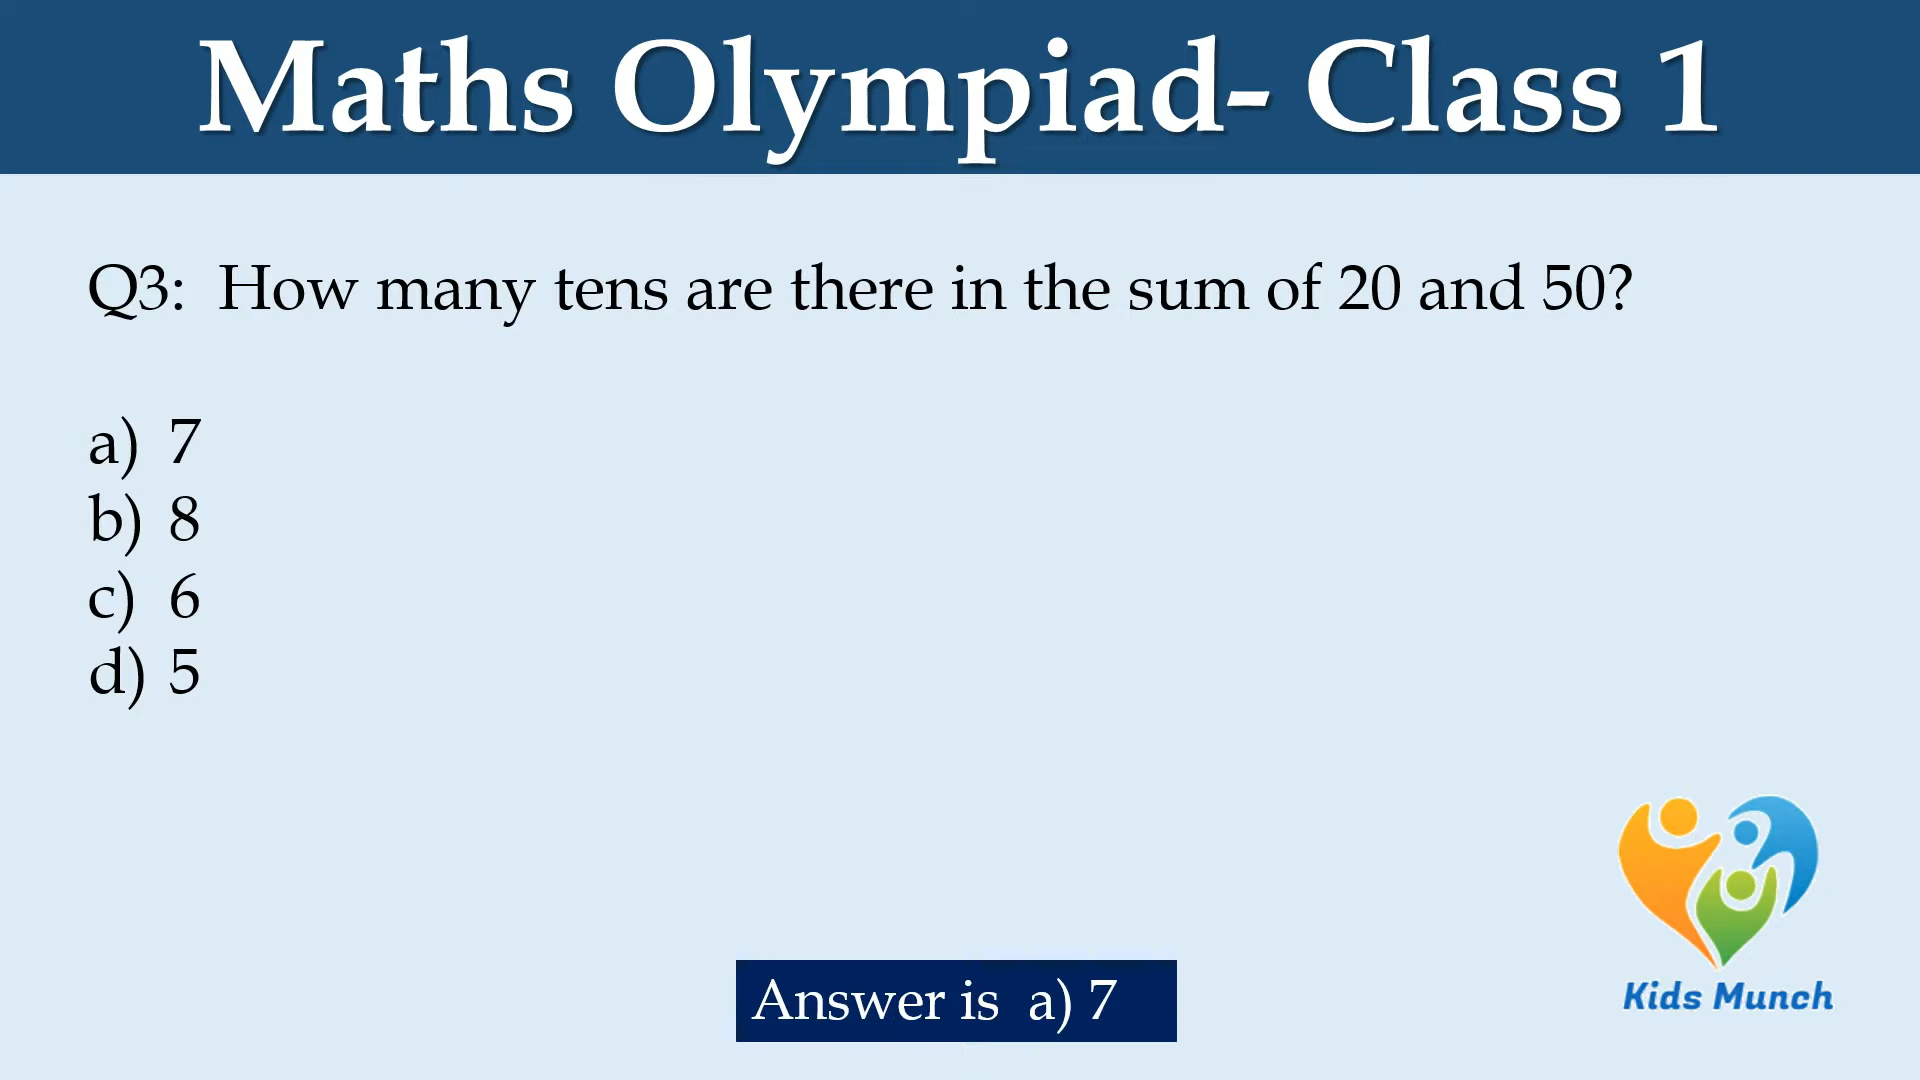 Maths Olympiad- Class 1
Q3: How many tens are there in the sum of 20 and 50?
a) 7
b) 8
c) 6
d) 5
Answer is a) 7
Kids Munch